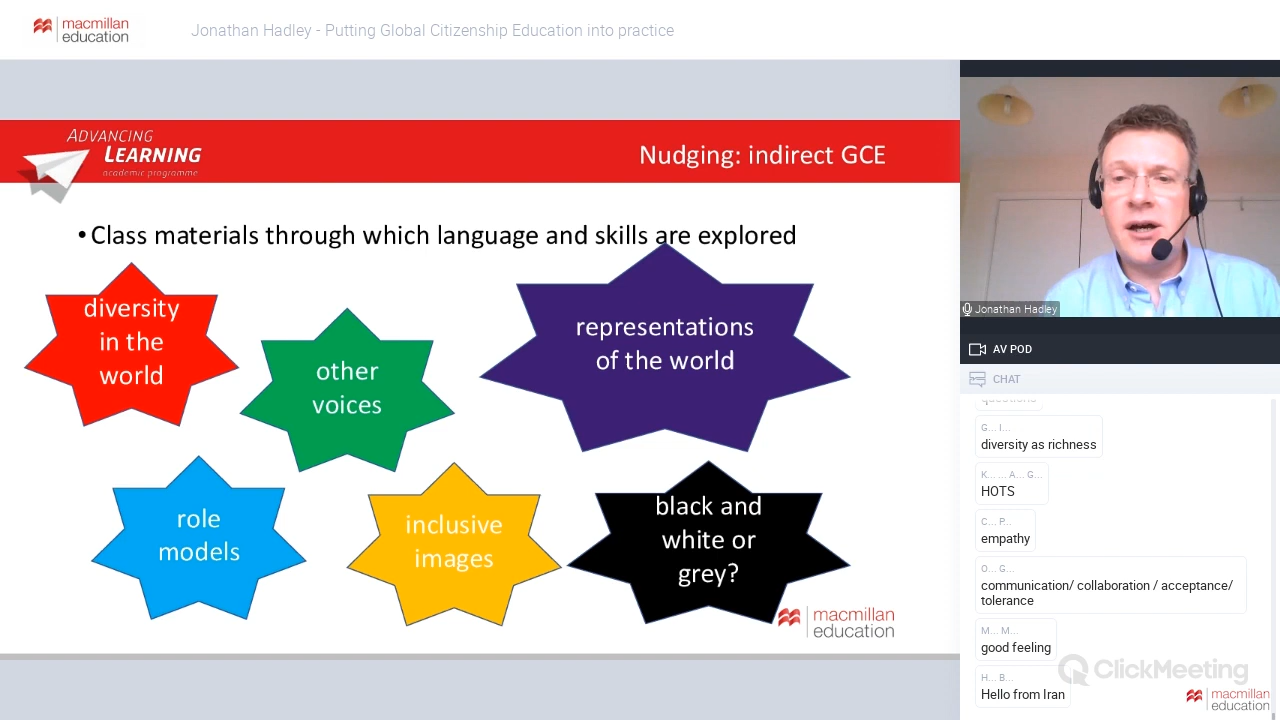 macmillan
education
Jonathan Hadley - Putting Global Citizenship Education into practice
ADVANCING
LEARNING
academic programme
Nudging: indirect GCE
• Class materials through which language and skills are explored
diversity
in the
world
other
voices
representations
of the world
role
models
inclusive
images
black and
white or
grey?
macmillan
education
Jonathan Hadley
AV POD
CHAT
questions
G... I...
diversity as richness
K... ... A... G...
HOTS
C... P...
empathy
O... G...
communication/ collaboration / acceptance/
tolerance
M... M...
good feeling
H... B...
Hello from Iran
ClickMeeting
macmillan
education